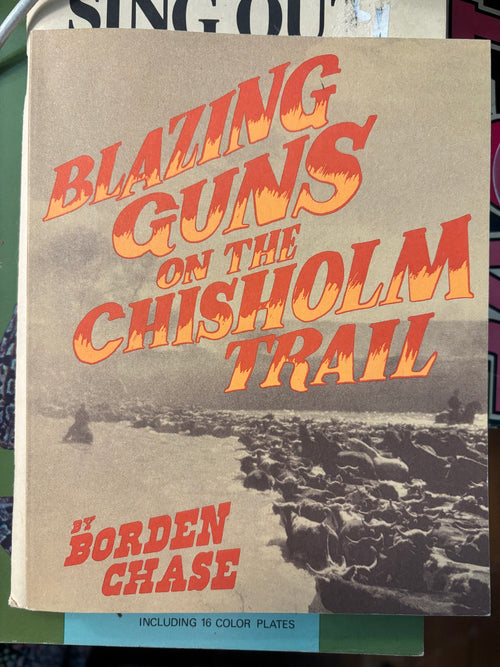 SING OUT
BLAZING
GUNS
ON THE
CHISHOLM
TRAIL
BY
BORDEN
CHASE
INCLUDING 16 COLOR PLATES